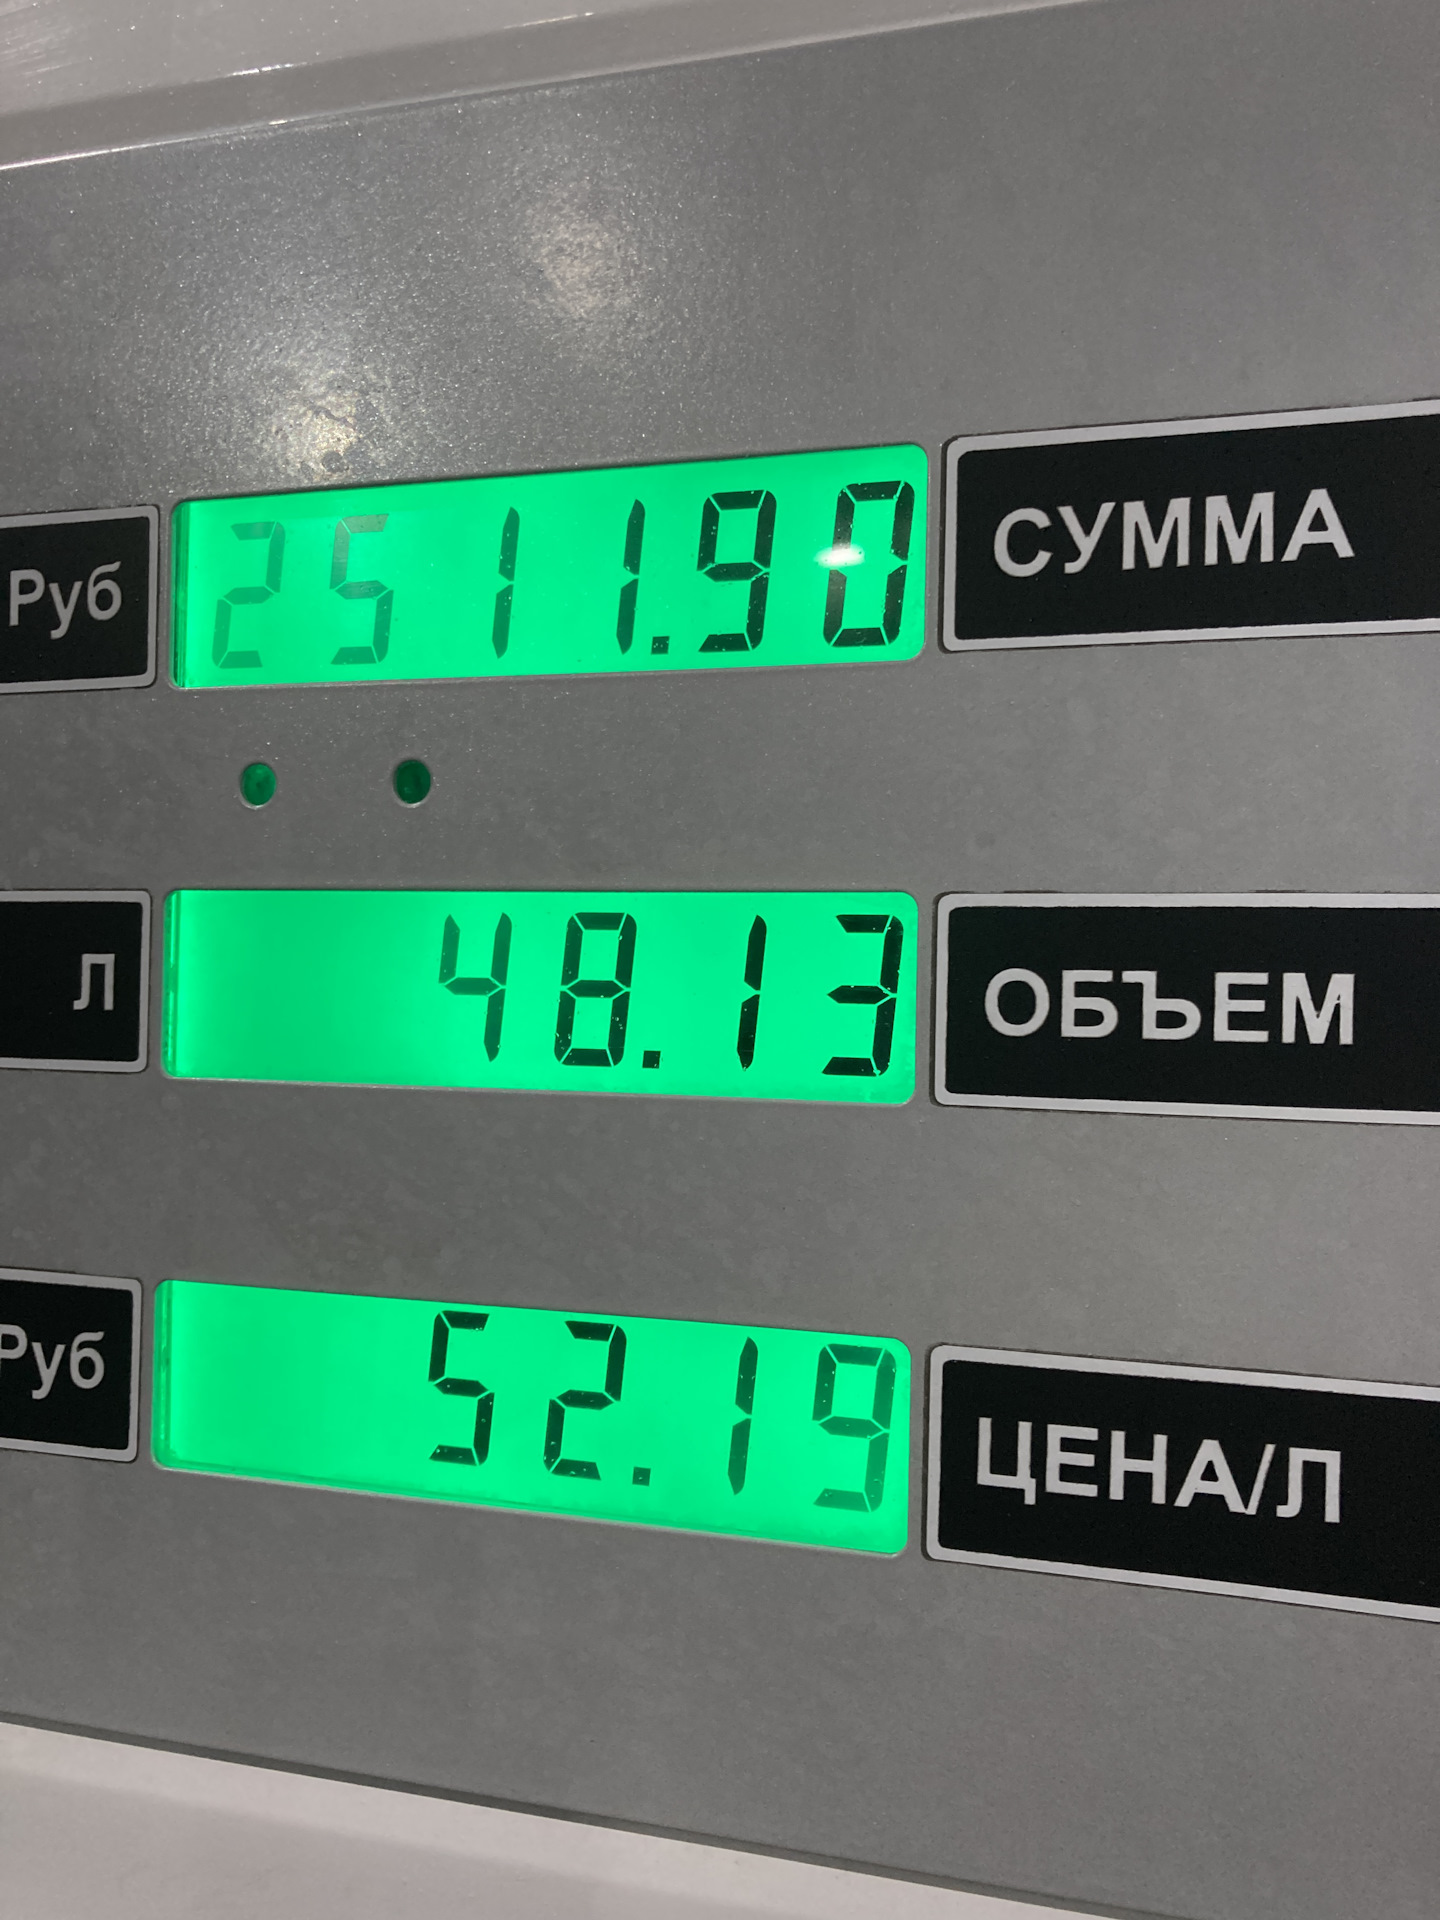 Руб 2511.90 СУММА
Л 48.13 ОБЪЕМ
Руб 52.19 ЦЕНА/Л